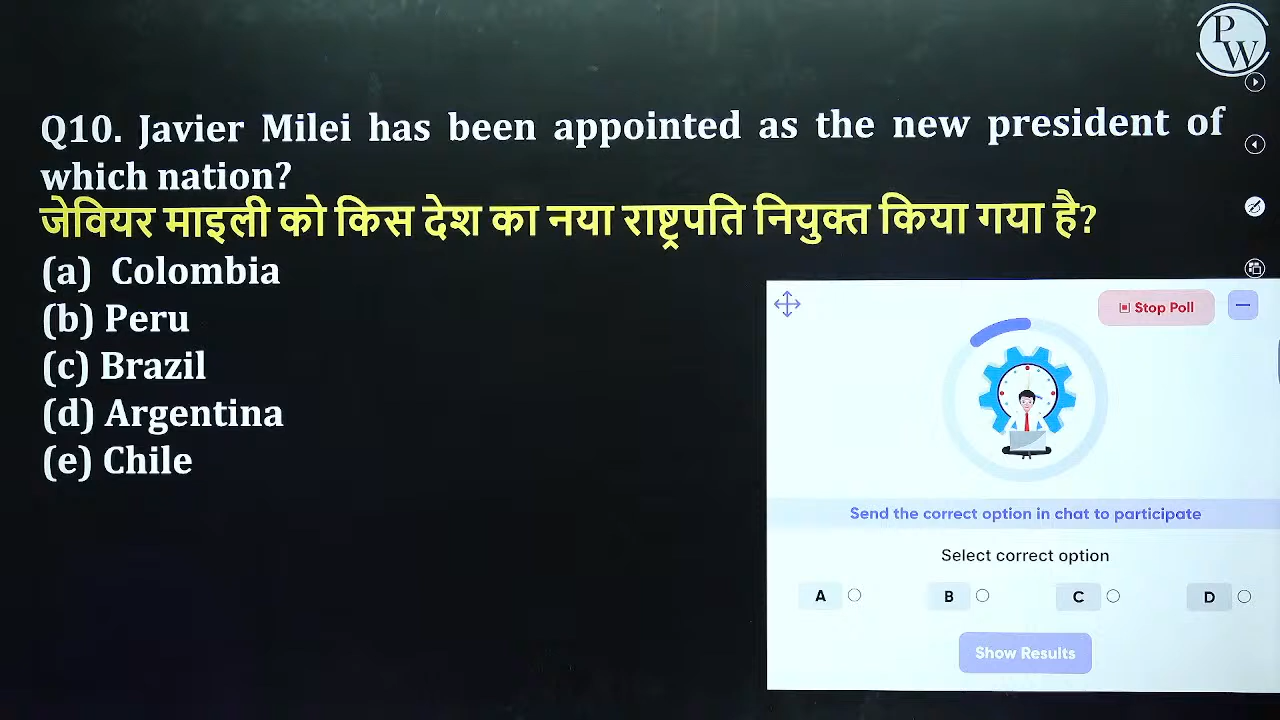 PW
Q10. Javier Milei has been appointed as the new president of
which nation?
जेवियर माइली को किस देश का नया राष्ट्रपति नियुक्त किया गया है?
(a) Colombia
(b) Peru
(c) Brazil
(d) Argentina
(e) Chile
Stop Poll
Send the correct option in chat to participate
Select correct option
A B C D
Show Results